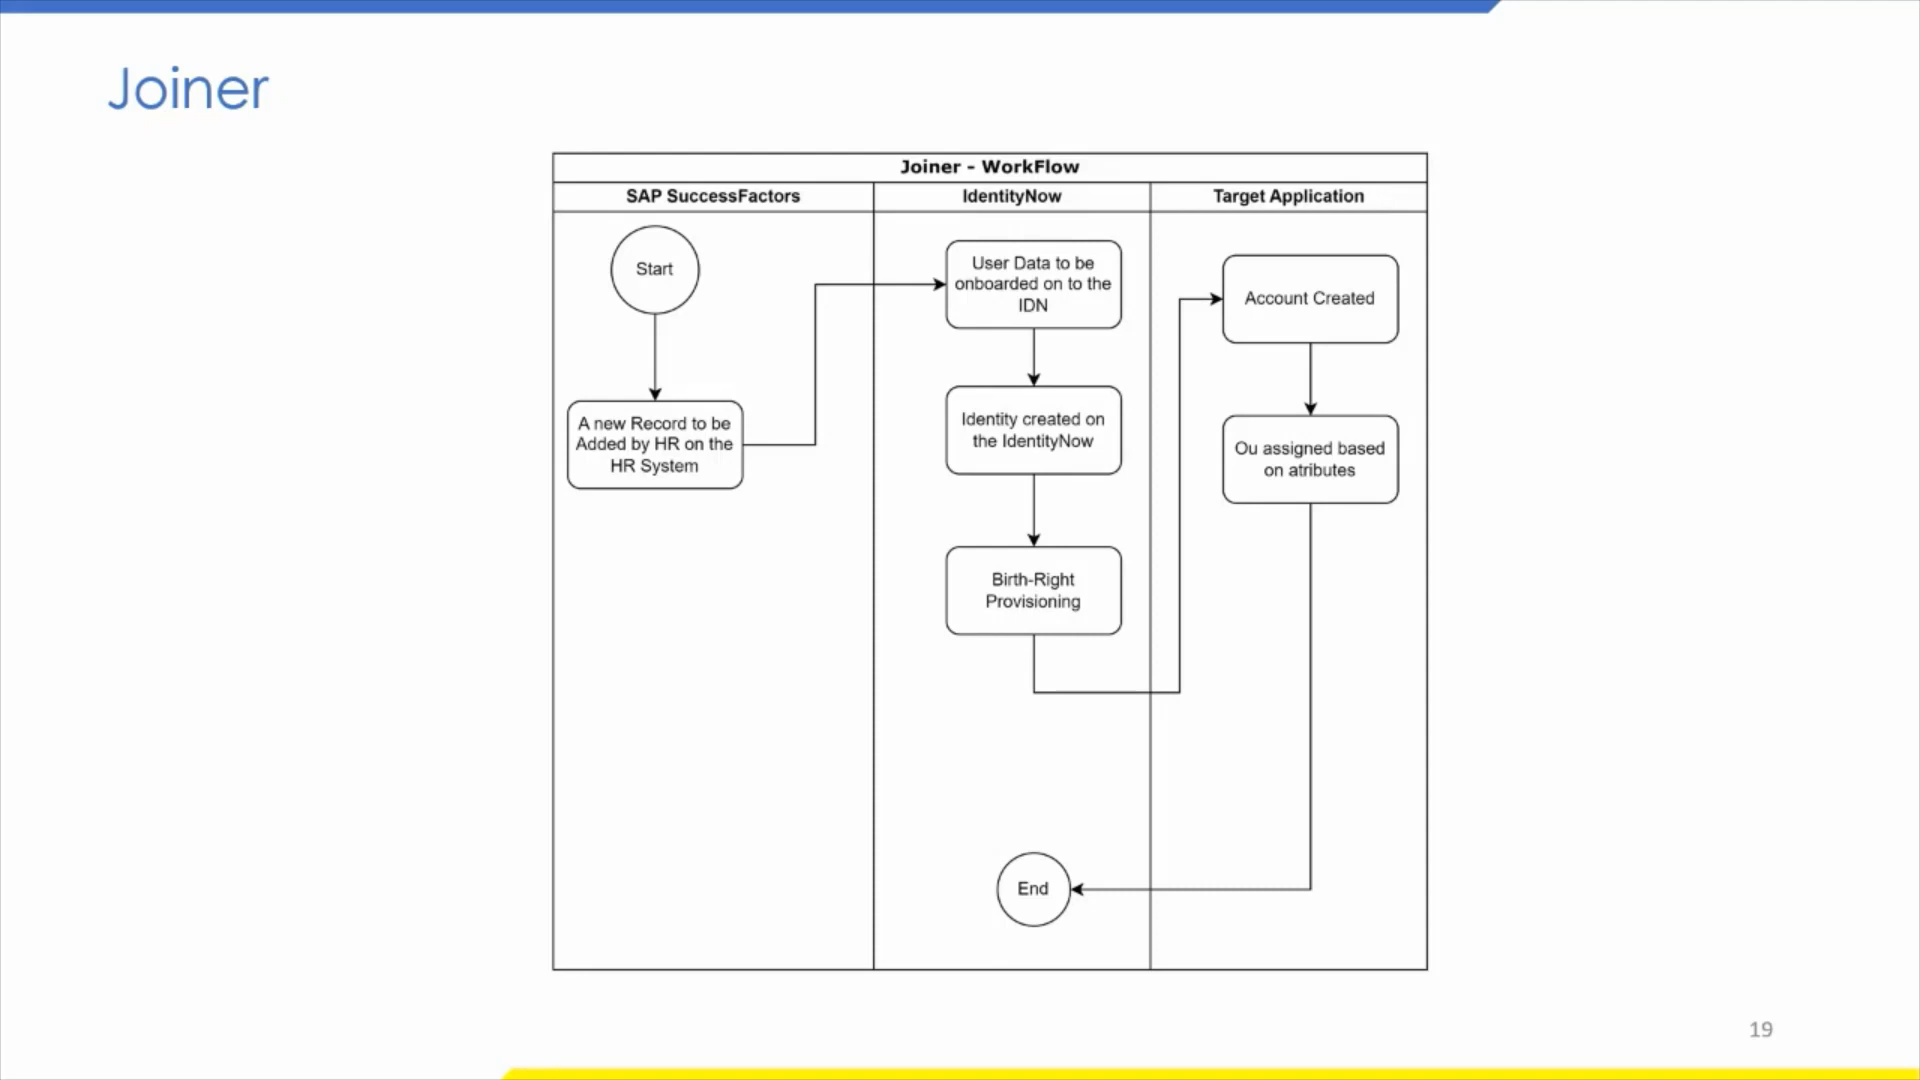 Joiner
Joiner - WorkFlow
SAP SuccessFactors
IdentityNow
Target Application
Start
A new Record to be
Added by HR on the
HR System
User Data to be
onboarded on to the
IDN
Identity created on
the IdentityNow
Birth-Right
Provisioning
End
Account Created
Ou assigned based
on atributes
19